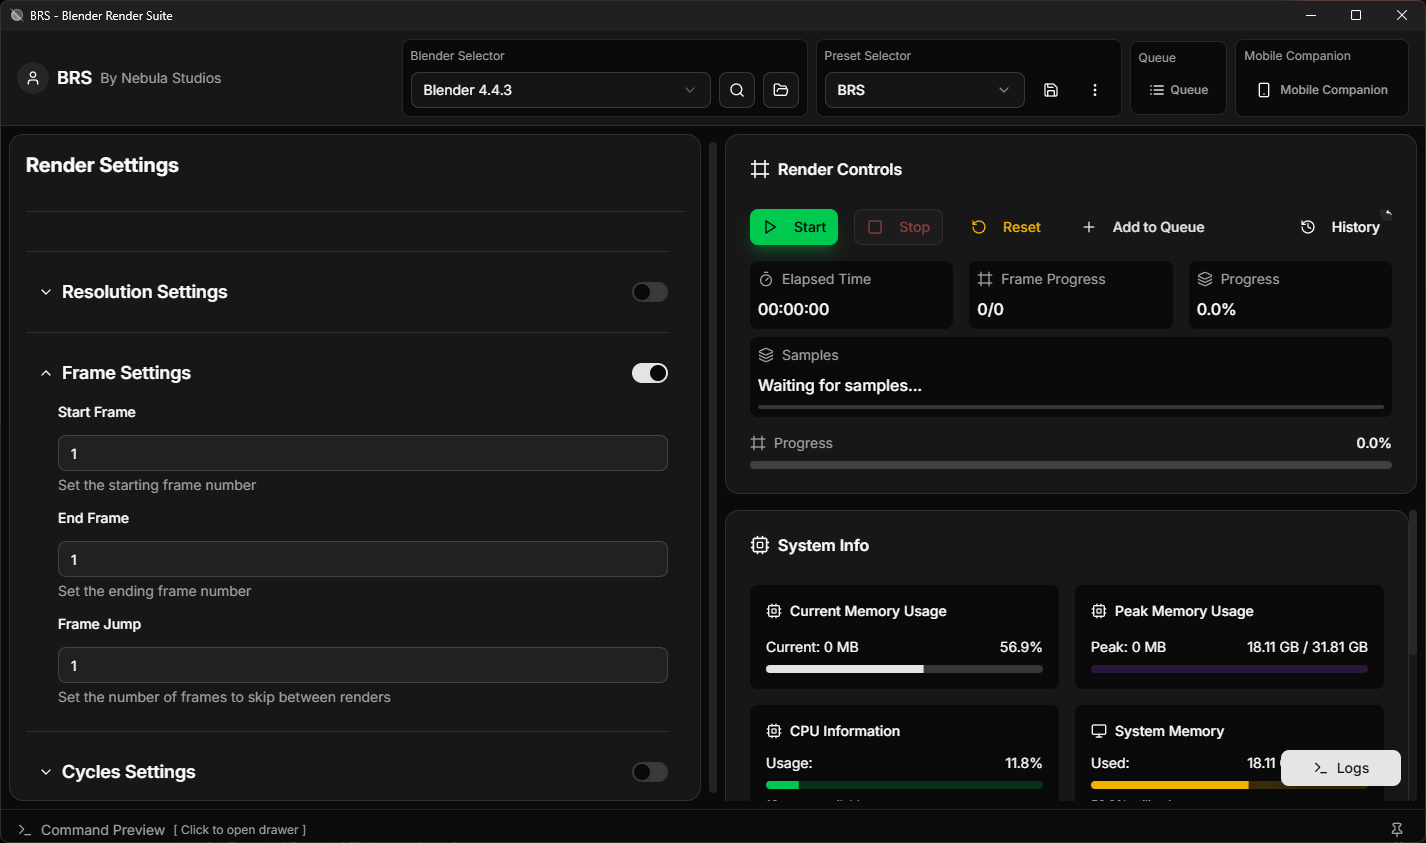 BRS - Blender Render Suite
BRS By Nebula Studios
Blender Selector
Blender 4.4.3
Preset Selector
BRS
Queue
Queue
Mobile Companion
Mobile Companion
Render Settings
Resolution Settings
Frame Settings
Start Frame
1
Set the starting frame number
End Frame
1
Set the ending frame number
Frame Jump
1
Set the number of frames to skip between renders
Cycles Settings
Render Controls
Start Stop Reset Add to Queue History
Elapsed Time
00:00:00
Frame Progress
0/0
Progress
0.0%
Samples
Waiting for samples...
Progress 0.0%
System Info
Current Memory Usage
Current: 0 MB 56.9%
Peak Memory Usage
Peak: 0 MB 18.11 GB / 31.81 GB
CPU Information
Usage: 11.8%
System Memory
Used: 18.11
Logs
Command Preview [ Click to open drawer ]